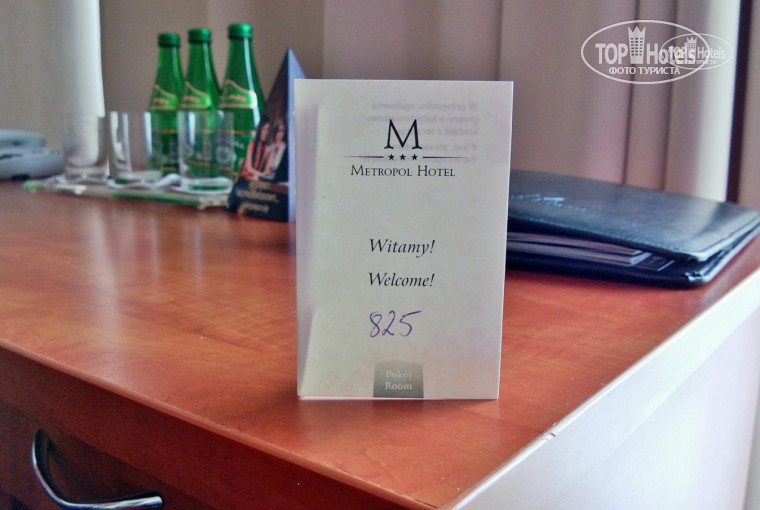 TOP Hotels
ФОТО ТУРИСТА
M
METROPOL HOTEL
Witamy!
Welcome!
825
Pokój
Room